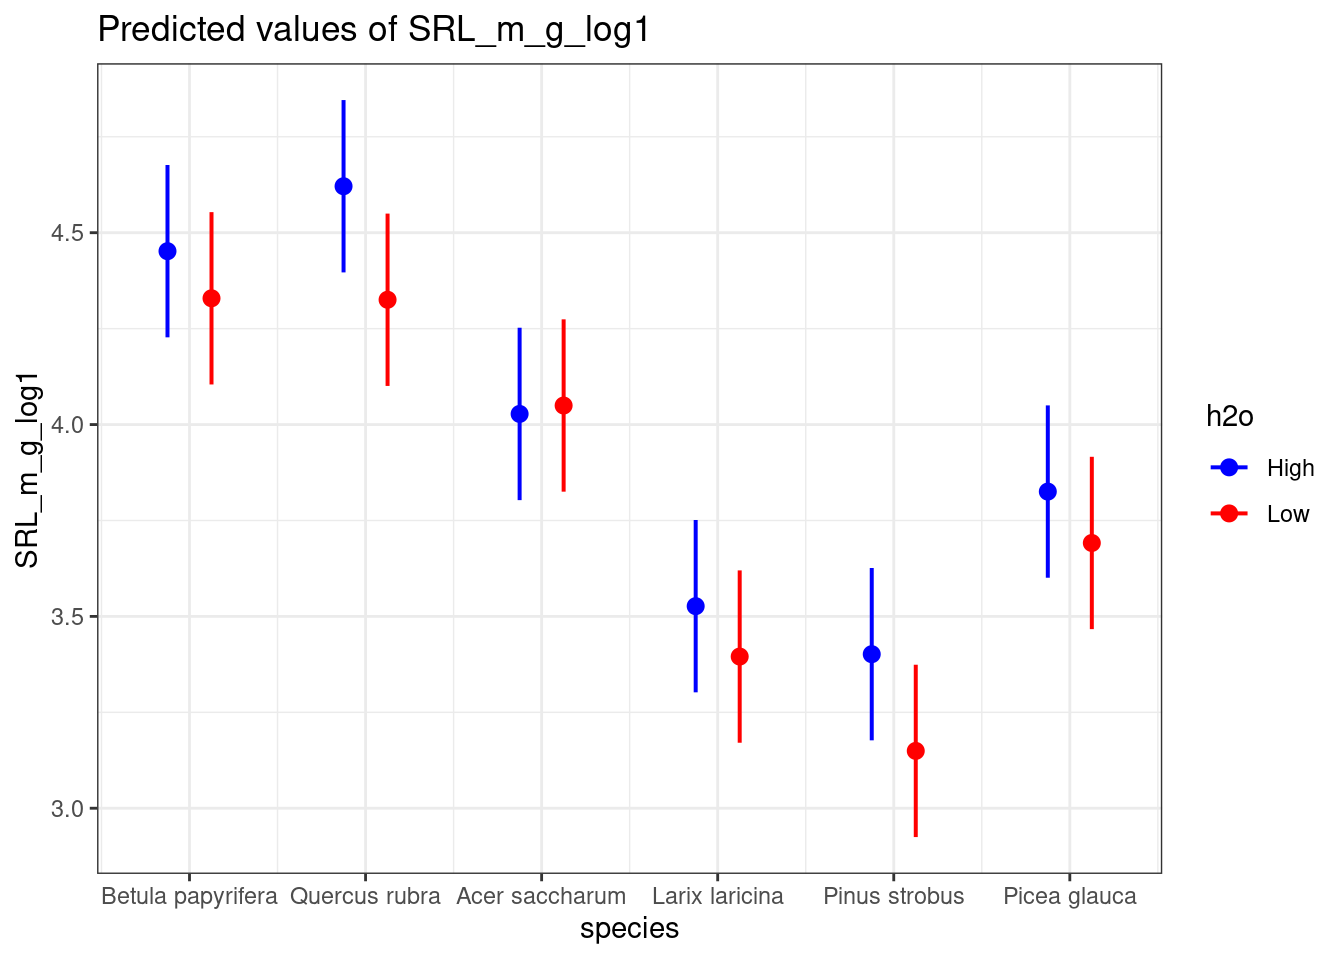 Predicted values of SRL_m_g_log1
SRL_m_g_log1
4.5
4.0
3.5
3.0
Betula papyrifera Quercus rubra Acer saccharum Larix laricina Pinus strobus Picea glauca
species
h2o
High
Low